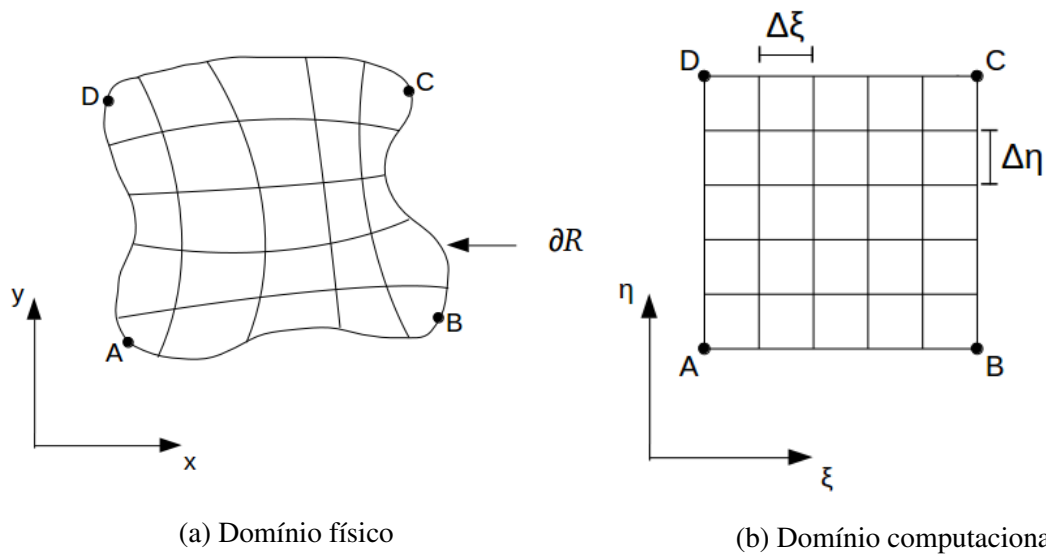 D
C
∂R
y
A
B
x
(a) Domínio físico
Δξ
D
C
Δη
η
A
B
ξ
(b) Domínio computaciona